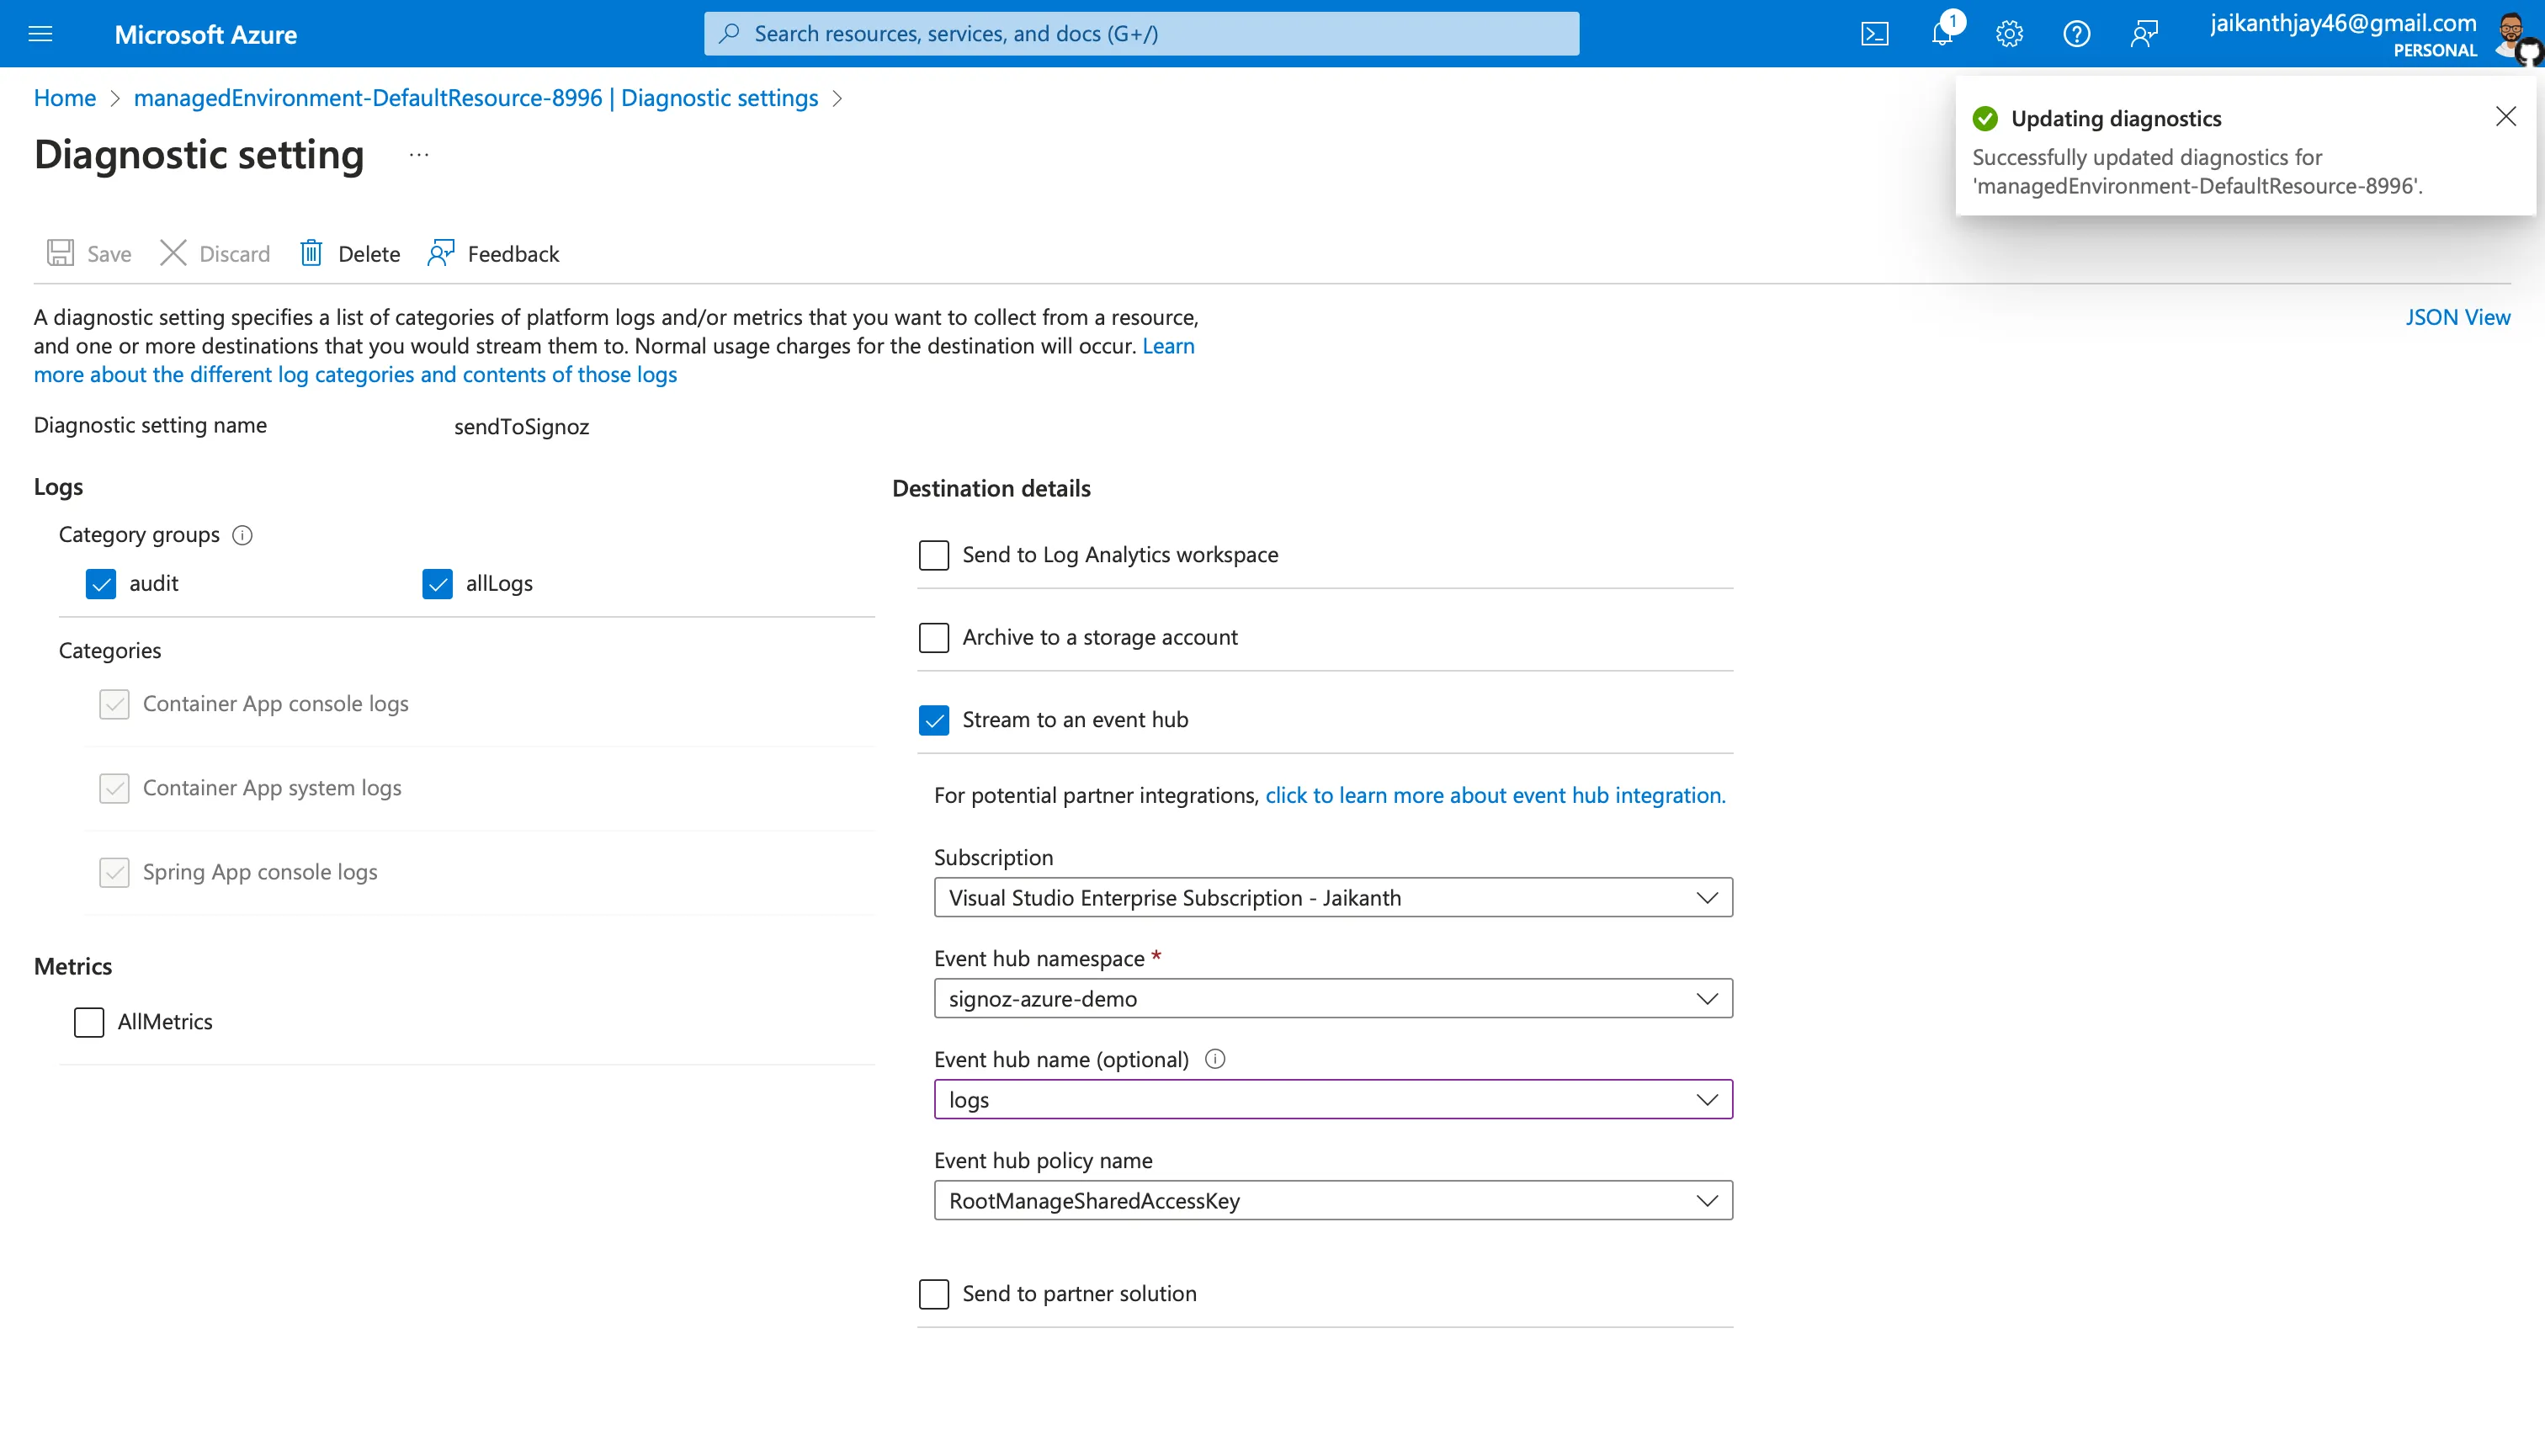 Microsoft Azure
Search resources, services, and docs (G+/)
1
jaikanthjay46@gmail.com
PERSONAL
Home > managedEnvironment-DefaultResource-8996 | Diagnostic settings >
Diagnostic setting ...
Updating diagnostics
Successfully updated diagnostics for
'managedEnvironment-DefaultResource-8996'.
Save Discard Delete Feedback
A diagnostic setting specifies a list of categories of platform logs and/or metrics that you want to collect from a resource,
and one or more destinations that you would stream them to. Normal usage charges for the destination will occur. Learn
more about the different log categories and contents of those logs
JSON View
Diagnostic setting name sendToSignoz
Logs
Category groups
audit allLogs
Categories
Container App console logs
Container App system logs
Spring App console logs
Metrics
AllMetrics
Destination details
Send to Log Analytics workspace
Archive to a storage account
Stream to an event hub
For potential partner integrations, click to learn more about event hub integration.
Subscription
Visual Studio Enterprise Subscription - Jaikanth
Event hub namespace *
signoz-azure-demo
Event hub name (optional)
logs
Event hub policy name
RootManageSharedAccessKey
Send to partner solution